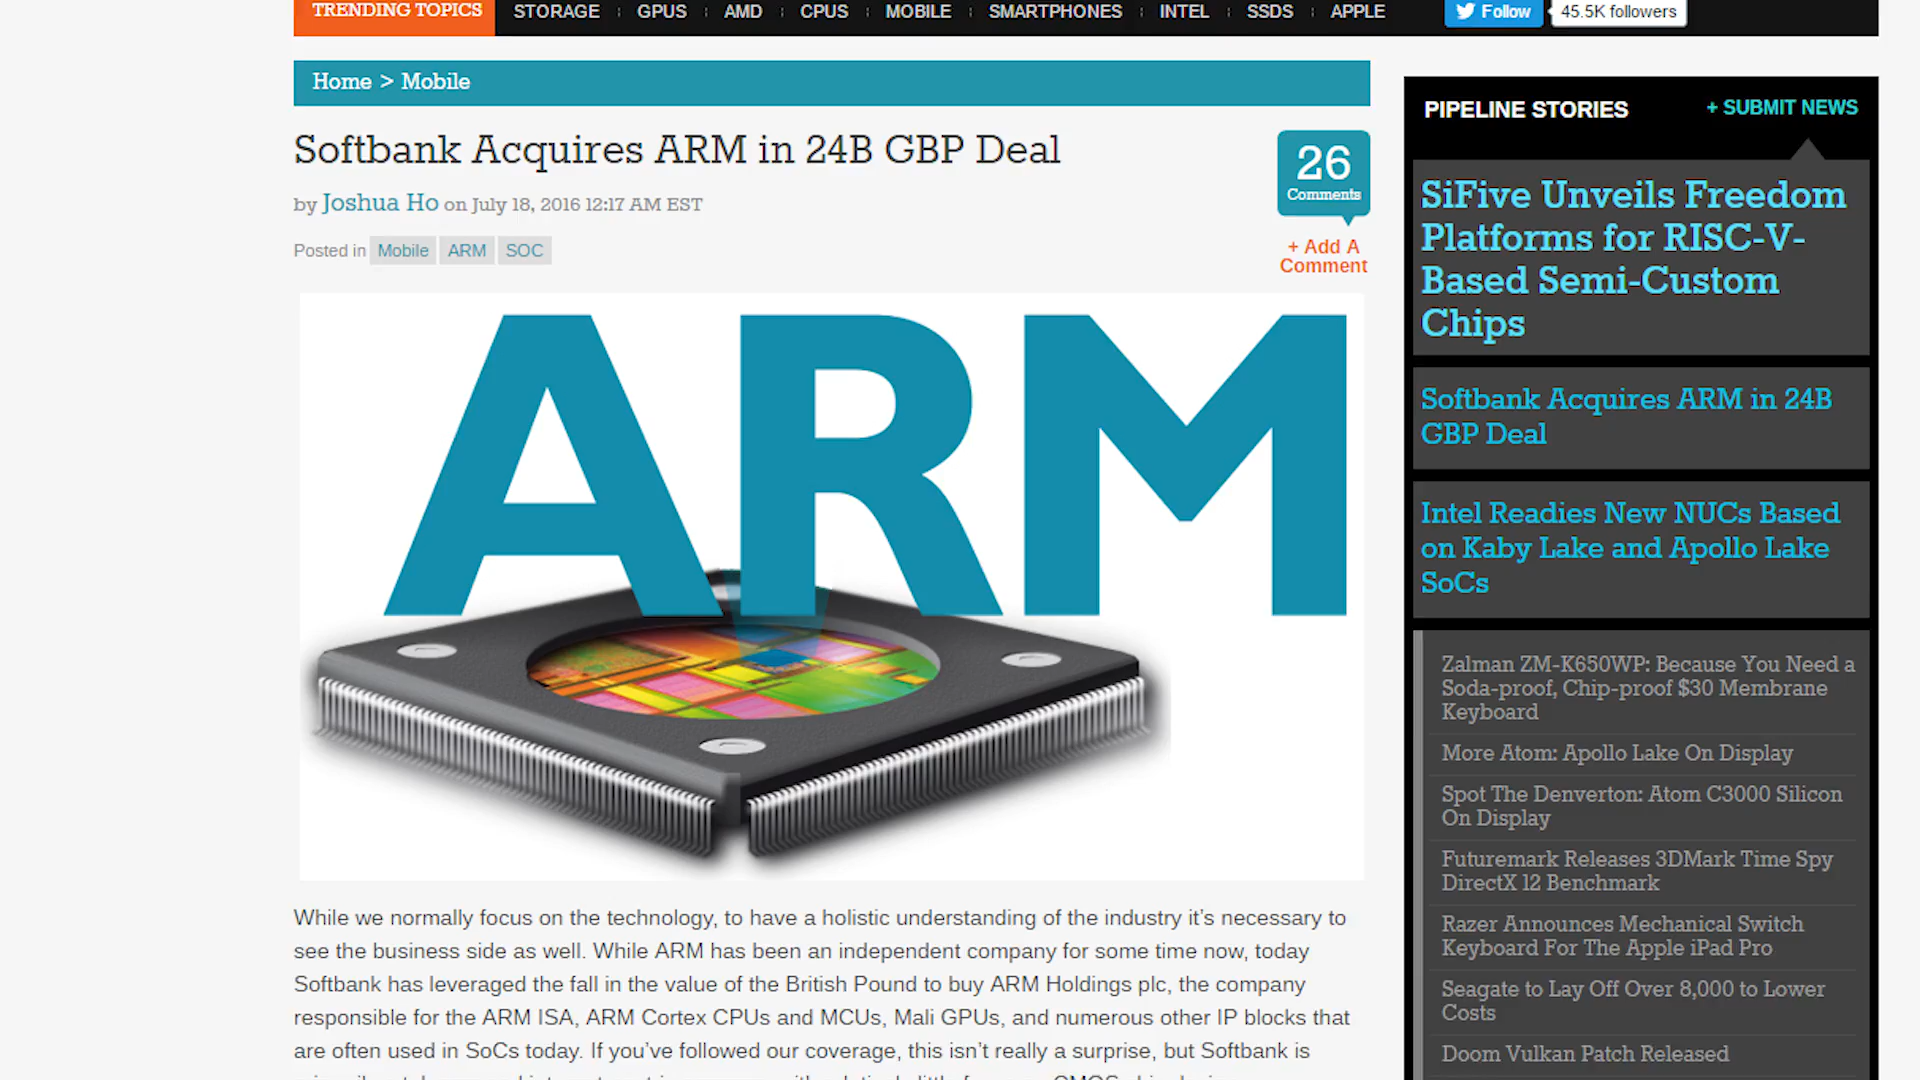 TRENDING TOPICS STORAGE GPUS AMD CPUS MOBILE SMARTPHONES INTEL SSDS APPLE Follow 45.5K followers
Home > Mobile
Softbank Acquires ARM in 24B GBP Deal
by Joshua Ho on July 18, 2016 12:17 AM EST
Posted in Mobile ARM SOC
26
Comments
+ Add A
Comment
ARM
While we normally focus on the technology, to have a holistic understanding of the industry it’s necessary to
see the business side as well. While ARM has been an independent company for some time now, today
Softbank has leveraged the fall in the value of the British Pound to buy ARM Holdings plc, the company
responsible for the ARM ISA, ARM Cortex CPUs and MCUs, Mali GPUs, and numerous other IP blocks that
are often used in SoCs today. If you’ve followed our coverage, this isn’t really a surprise, but Softbank is
PIPELINE STORIES + SUBMIT NEWS
SiFive Unveils Freedom
Platforms for RISC-V-
Based Semi-Custom
Chips
Softbank Acquires ARM in 24B
GBP Deal
Intel Readies New NUCs Based
on Kaby Lake and Apollo Lake
SoCs
Zalman ZM-K650WP: Because You Need a
Soda-proof, Chip-proof $30 Membrane
Keyboard
More Atom: Apollo Lake On Display
Spot The Denverton: Atom C3000 Silicon
On Display
Futuremark Releases 3DMark Time Spy
DirectX 12 Benchmark
Razer Announces Mechanical Switch
Keyboard For The Apple iPad Pro
Seagate to Lay Off Over 8,000 to Lower
Costs
Doom Vulkan Patch Released